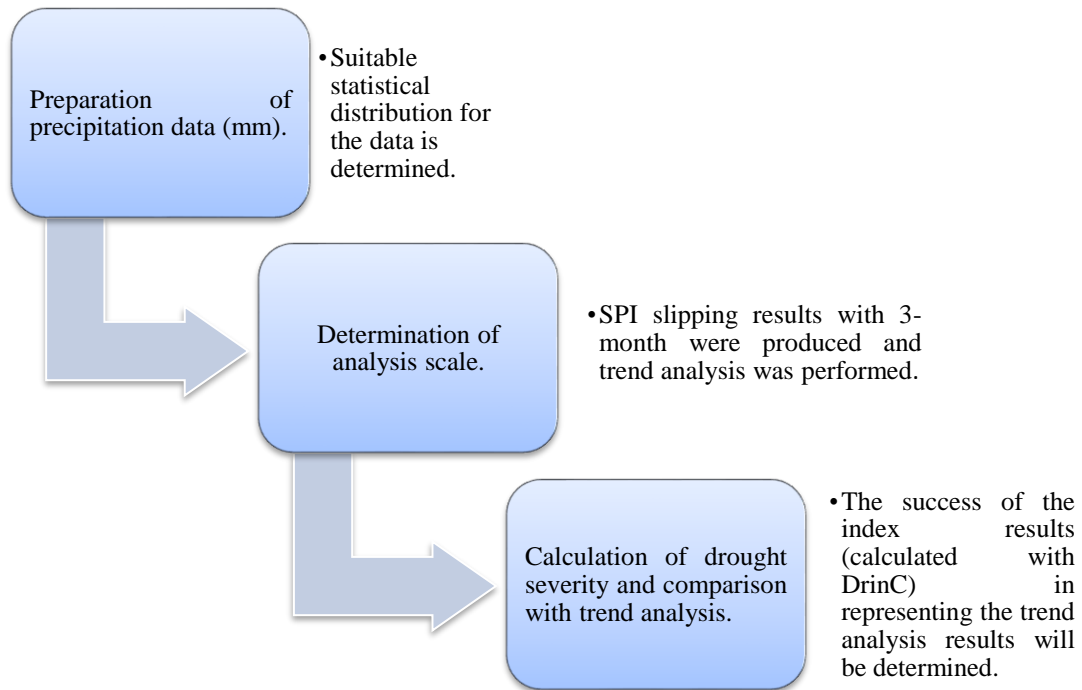 Preparation of
precipitation data (mm).
•Suitable
statistical
distribution for
the data is
determined.
Determination of
analysis scale.
•SPI slipping results with 3-
month were produced and
trend analysis was performed.
Calculation of drought
severity and comparison
with trend analysis.
•The success of the
index results
(calculated with
DrinC) in
representing the trend
analysis results will
be determined.